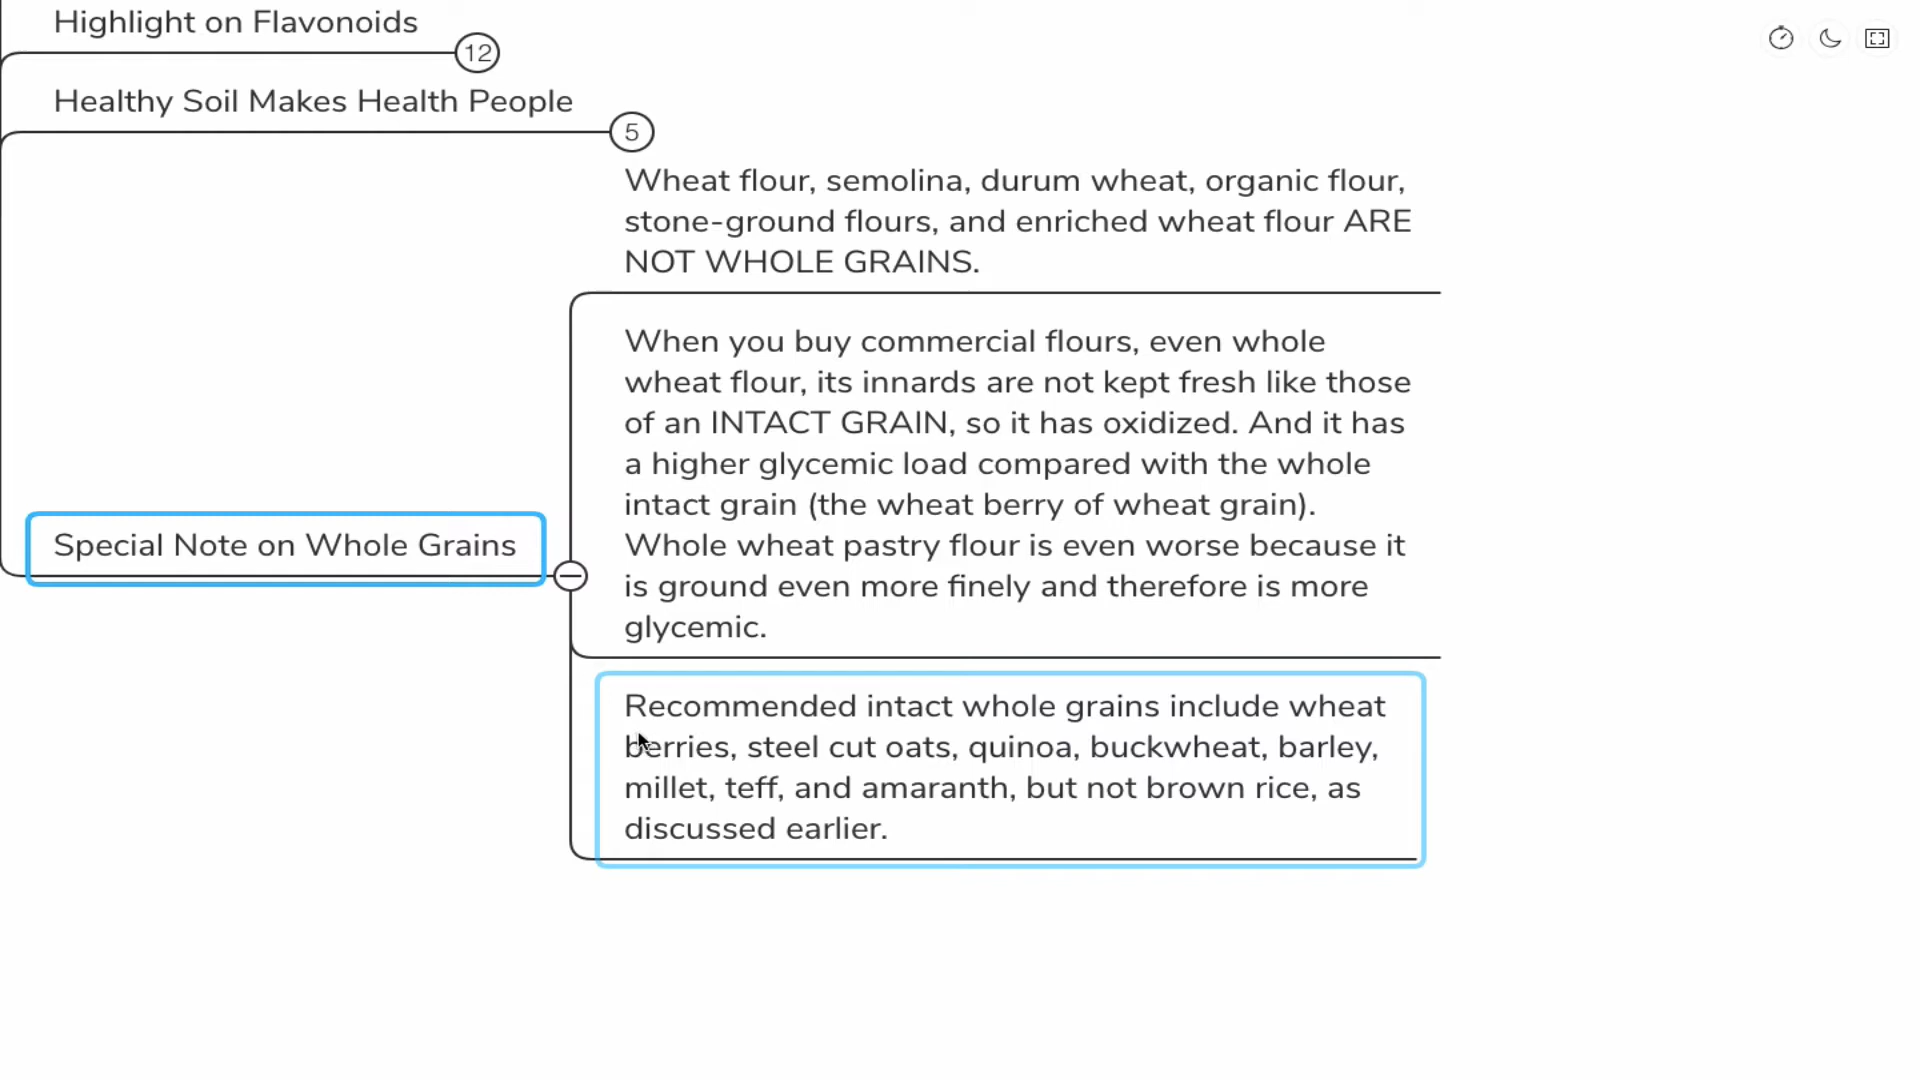 Highlight on Flavonoids
12
Healthy Soil Makes Health People
5
Wheat flour, semolina, durum wheat, organic flour,
stone-ground flours, and enriched wheat flour ARE
NOT WHOLE GRAINS.
When you buy commercial flours, even whole
wheat flour, its innards are not kept fresh like those
of an INTACT GRAIN, so it has oxidized. And it has
a higher glycemic load compared with the whole
intact grain (the wheat berry of wheat grain).
Whole wheat pastry flour is even worse because it
is ground even more finely and therefore is more
glycemic.
Special Note on Whole Grains
Recommended intact whole grains include wheat
berries, steel cut oats, quinoa, buckwheat, barley,
millet, teff, and amaranth, but not brown rice, as
discussed earlier.